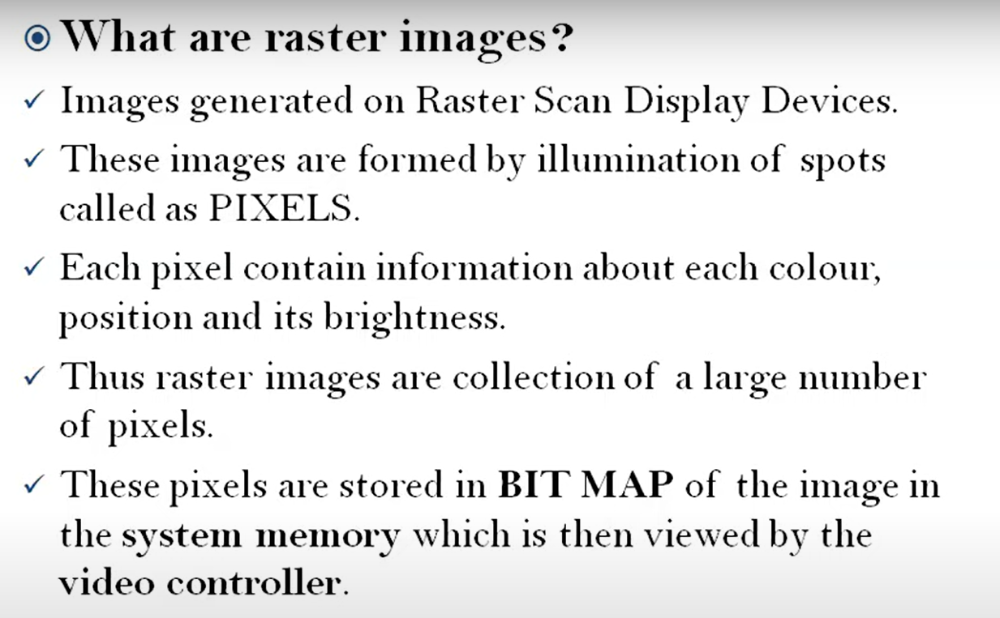 What are raster images?
Images generated on Raster Scan Display Devices.
These images are formed by illumination of spots
called as PIXELS.
Each pixel contain information about each colour,
position and its brightness.
Thus raster images are collection of a large number
of pixels.
These pixels are stored in BIT MAP of the image in
the system memory which is then viewed by the
video controller.